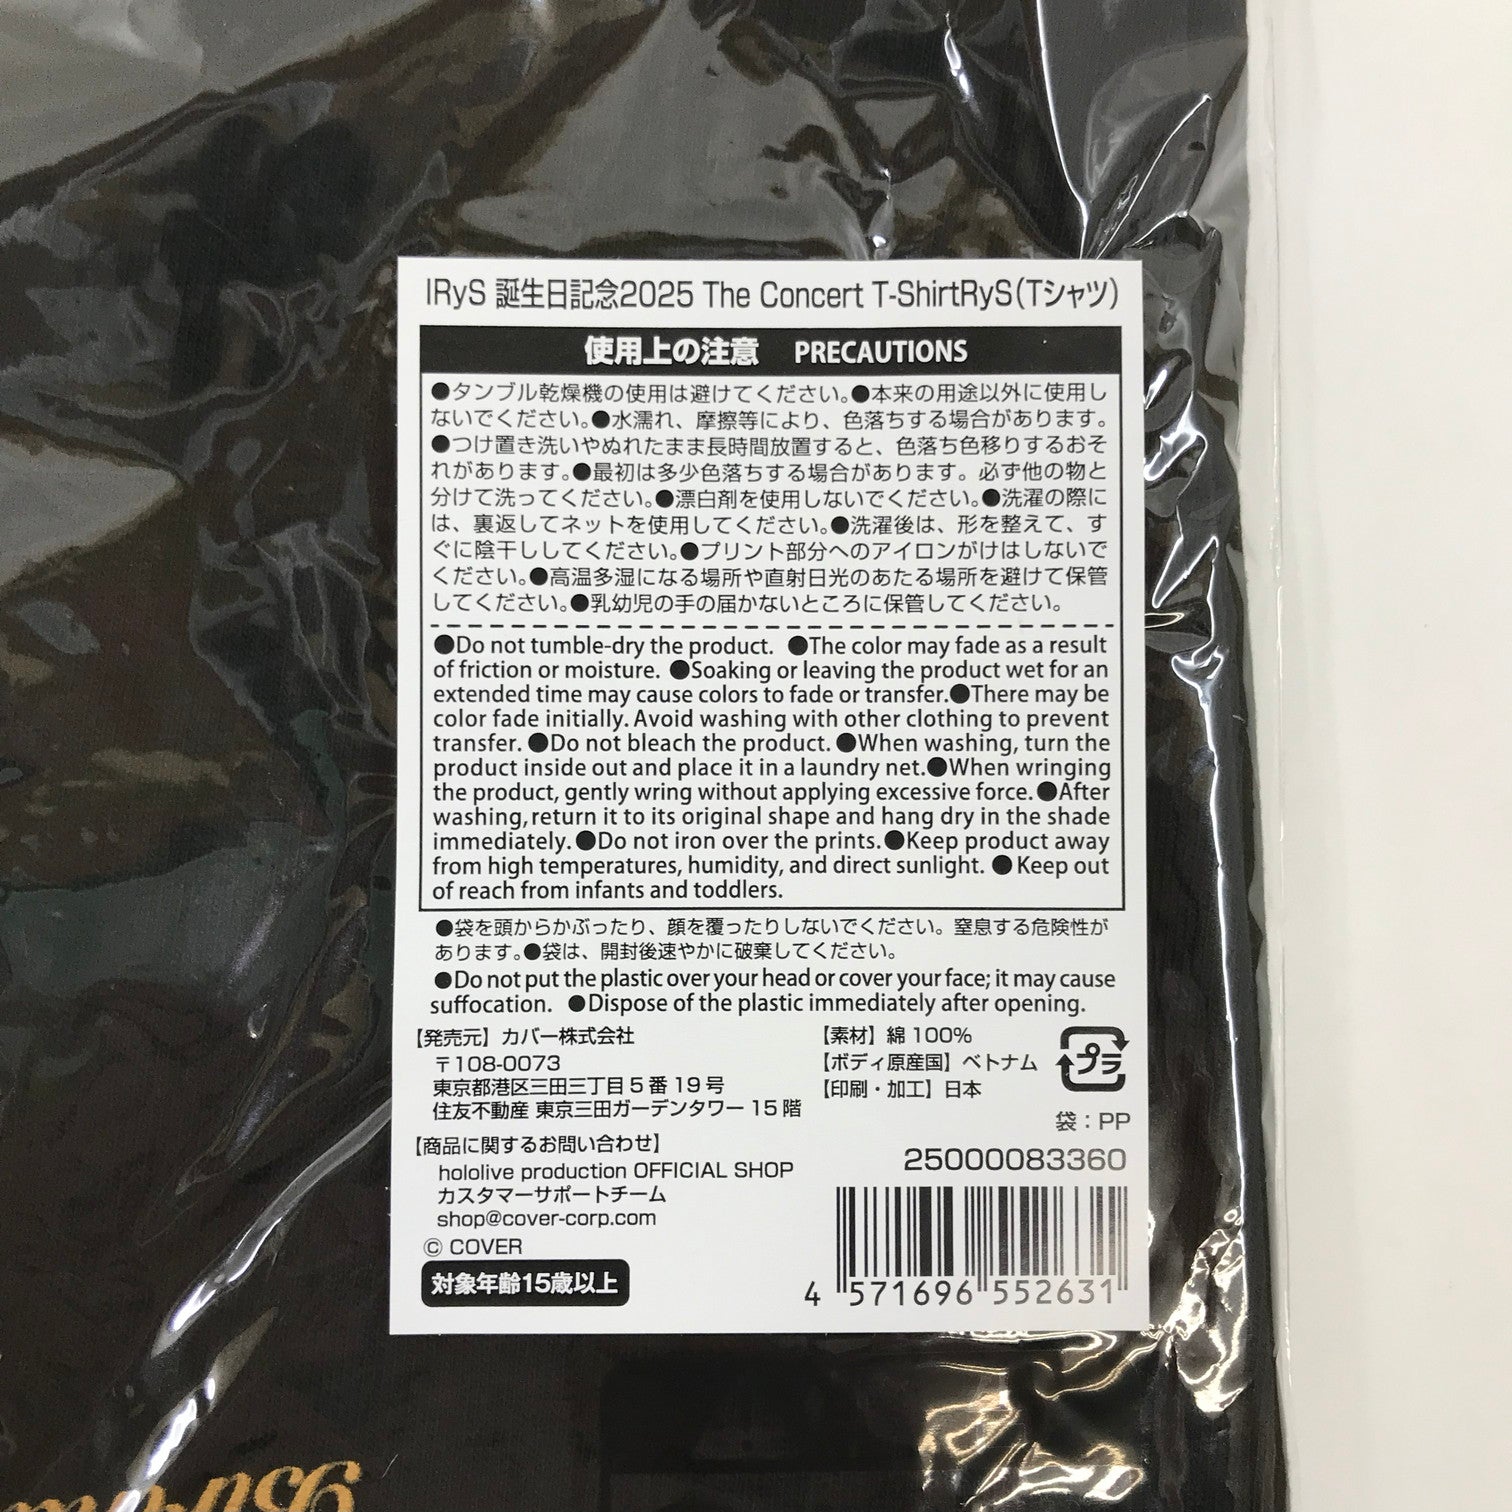 IRyS 誕生日記念2025 The Concert T-ShirtRyS(Tシャツ)
使用上の注意 PRECAUTIONS
●タンブル乾燥機の使用は避けてください。●本来の用途以外に使用し
ないでください。●水濡れ、摩擦等により、色落ちする場合があります。
●つけ置き洗いやぬれたまま長時間放置すると、色落ち色移りするおそ
れがあります。●最初は多少色落ちする場合があります。必ず他の物と
分けて洗ってください。●漂白剤を使用しないでください。●洗濯の際に
は、裏返してネットを使用してください。●洗濯後は、形を整えて、す
ぐに陰干ししてください。●プリント部分へのアイロンがけはしないで
ください。●高温多湿になる場所や直射日光のあたる場所を避けて保管
してください。●乳幼児の手の届かないところに保管してください。
●Do not tumble-dry the product. ●The color may fade as a result
of friction or moisture. ●Soaking or leaving the product wet for an
extended time may cause colors to fade or transfer.●There may be
color fade initially. Avoid washing with other clothing to prevent
transfer. ●Do not bleach the product. ●When washing, turn the
product inside out and place it in a laundry net.●When wringing
the product, gently wring without applying excessive force.●After
washing,return it to its original shape and hang dry in the shade
immediately.●Do not iron over the prints.●Keep product away
from high temperatures, humidity, and direct sunlight. ●Keep out
of reach from infants and toddlers.
●袋を頭からかぶったり、顔を覆ったりしないでください。窒息する危険性が
あります。●袋は、開封後速やかに破棄してください。
●Do not put the plastic over your head or cover your face; it may cause
suffocation. ●Dispose of the plastic immediately after opening.
【発売元】カバー株式会社
〒108-0073
東京都港区三田三丁目5番19号
住友不動産 東京三田ガーデンタワー 15階
【商品に関するお問い合わせ】
hololive production OFFICIAL SHOP
カスタマーサポートチーム
shop@cover-corp.com
© COVER
対象年齢15歳以上
【素材】綿 100%
【ボディ原産国】ベトナム
【印刷・加工】日本
プラ
袋：PP
25000083360
4 571696 552631